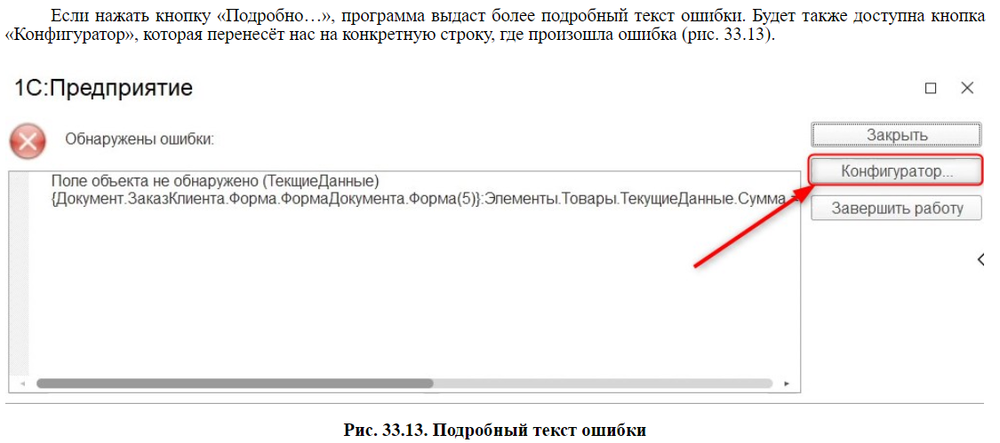 Если нажать кнопку «Подробно…», программа выдаст более подробный текст ошибки. Будет также доступна кнопка
«Конфигуратор», которая перенесёт нас на конкретную строку, где произошла ошибка (рис. 33.13).
1С:Предприятие
Обнаружены ошибки:
Закрыть
Поле объекта не обнаружено (ТекщиеДанные)
Конфигуратор...
{Документ.ЗаказКлиента.Форма.ФормаДокумента.Форма(5)}:Элементы.Товары.ТекущиеДанные.Сумма =
Завершить работу
Рис. 33.13. Подробный текст ошибки